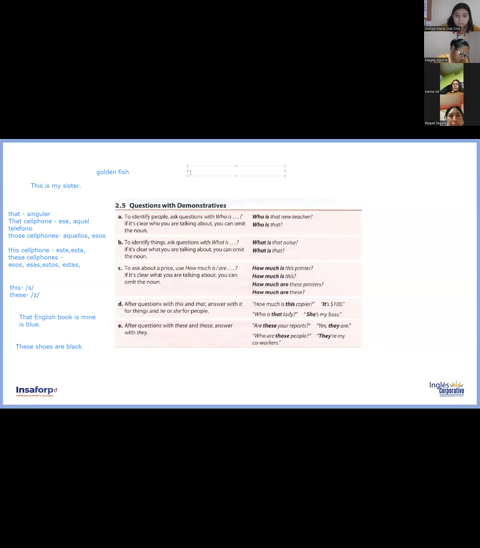 golden fish
This is my sister.
that - singular
That cellphone - ese, aquel
telefono
those cellphones- aquellos, esos
this cellphone - este,esta,
these cellphones -
esos, esas,estos, estas,
this- /s/
these- /z/
That English book is mine
is blue.
These shoes are black
2.5 Questions with Demonstratives
a. To identify people, ask questions with Who is . . . ? Who is that new teacher?
If it's clear who you are talking about, you can omit Who is that?
the noun.
b. To identify things, ask questions with What is . . . ? What is that noise?
If it's clear what you are talking about, you can omit What is that?
the noun.
c. To ask about a price, use How much is / are . . . ? How much is this printer?
If it's clear what you are talking about, you can How much is this?
omit the noun. How much are these printers?
How much are these?
d. After questions with this and that, answer with it "How much is this copier?" "It's $100."
for things and he or she for people. "Who is that lady?" "She's my boss."
e. After questions with these and those, answer "Are these your reports?" "Yes, they are."
with they. "Who are those people?" "They're my
co-workers."
Insaforp
Inglés
Corporativo